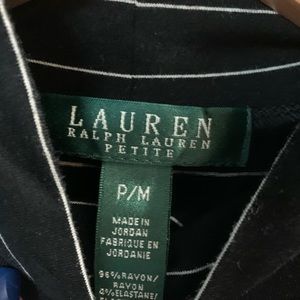 LAUREN
RALPH LAUREN
PETITE
P/M
MADE IN
JORDAN
FABRIQUE EN
JORDANIE
96%RAYON/
RAYON
4%ELASTANE/